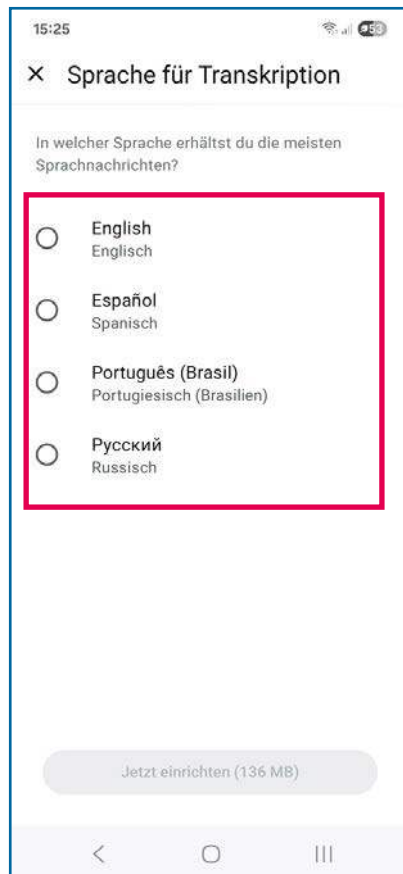 15:25
53
× Sprache für Transkription
In welcher Sprache erhältst du die meisten
Sprachnachrichten?
English
Englisch
Español
Spanisch
Português (Brasil)
Portugiesisch (Brasilien)
Русский
Russisch
Jetzt einrichten (136 MB)